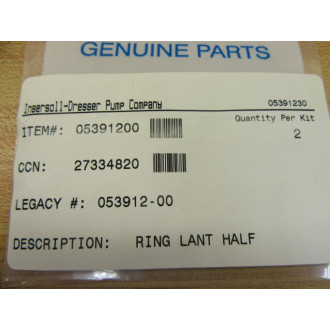 GENUINE PARTS
Ingersoll-Dresser Pump Company 05391230
ITEM#: 05391200 Quantity Per Kit
2
CCN: 27334820
LEGACY #: 053912-00
DESCRIPTION: RING LANT HALF